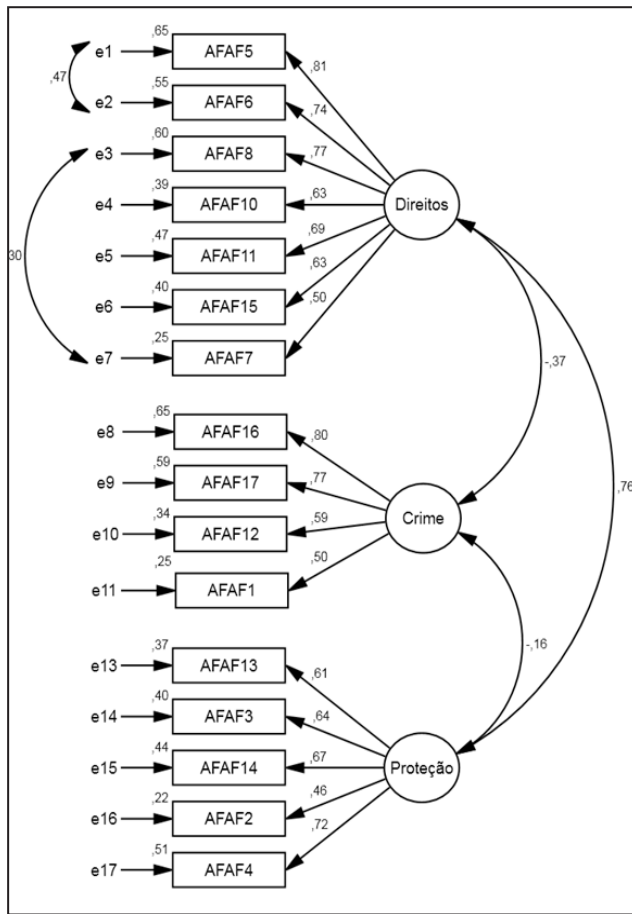 ,65
e1 AFAF5
,81
,47
,55
e2 AFAF6
,74
,60
e3 AFAF8
,77
,39
e4 AFAF10
,63
Direitos
,47
e5 AFAF11
,69
30
,40
e6 AFAF15
,63
,25
e7 AFAF7
,50
-,37
,65
e8 AFAF16
,80
,59
e9 AFAF17
,77
,76
Crime
,34
e10 AFAF12
,59
,25
e11 AFAF1
,50
-,16
,37
e13 AFAF13
,61
,40
e14 AFAF3
,64
,44
e15 AFAF14
,67
Proteção
,22
e16 AFAF2
,46
,51
e17 AFAF4
,72